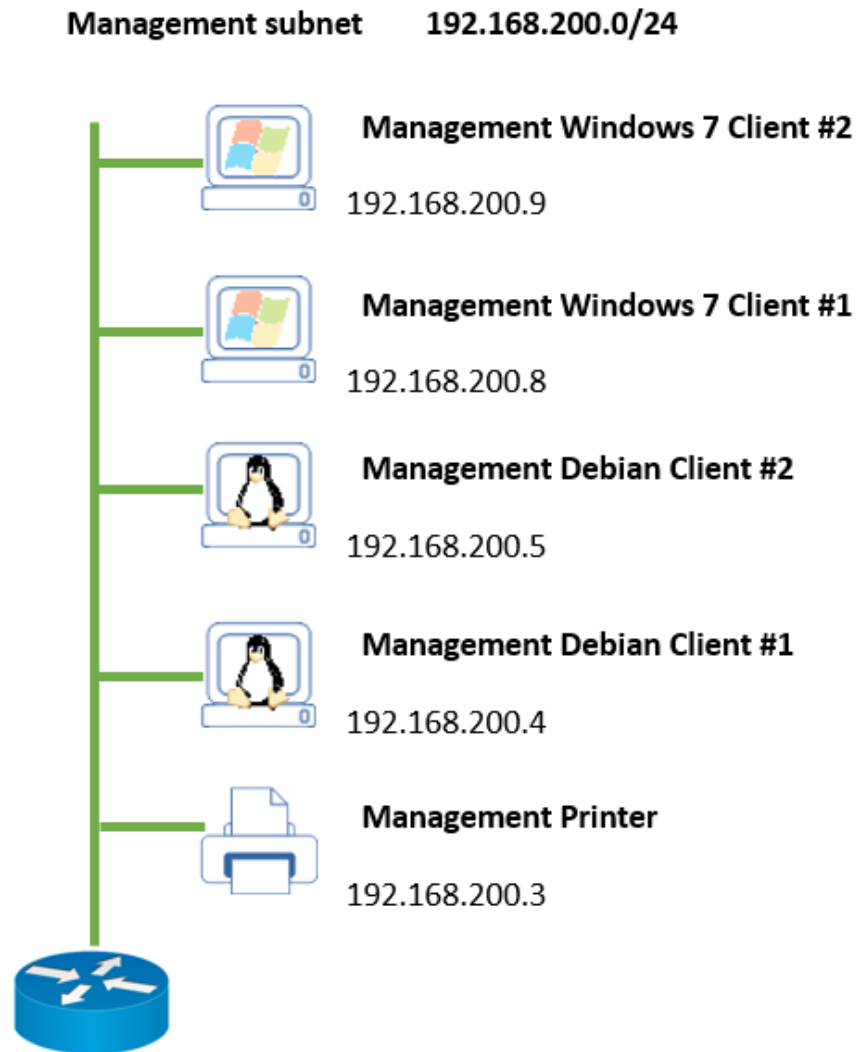 Management subnet 192.168.200.0/24
Management Windows 7 Client #2
192.168.200.9
Management Windows 7 Client #1
192.168.200.8
Management Debian Client #2
192.168.200.5
Management Debian Client #1
192.168.200.4
Management Printer
192.168.200.3